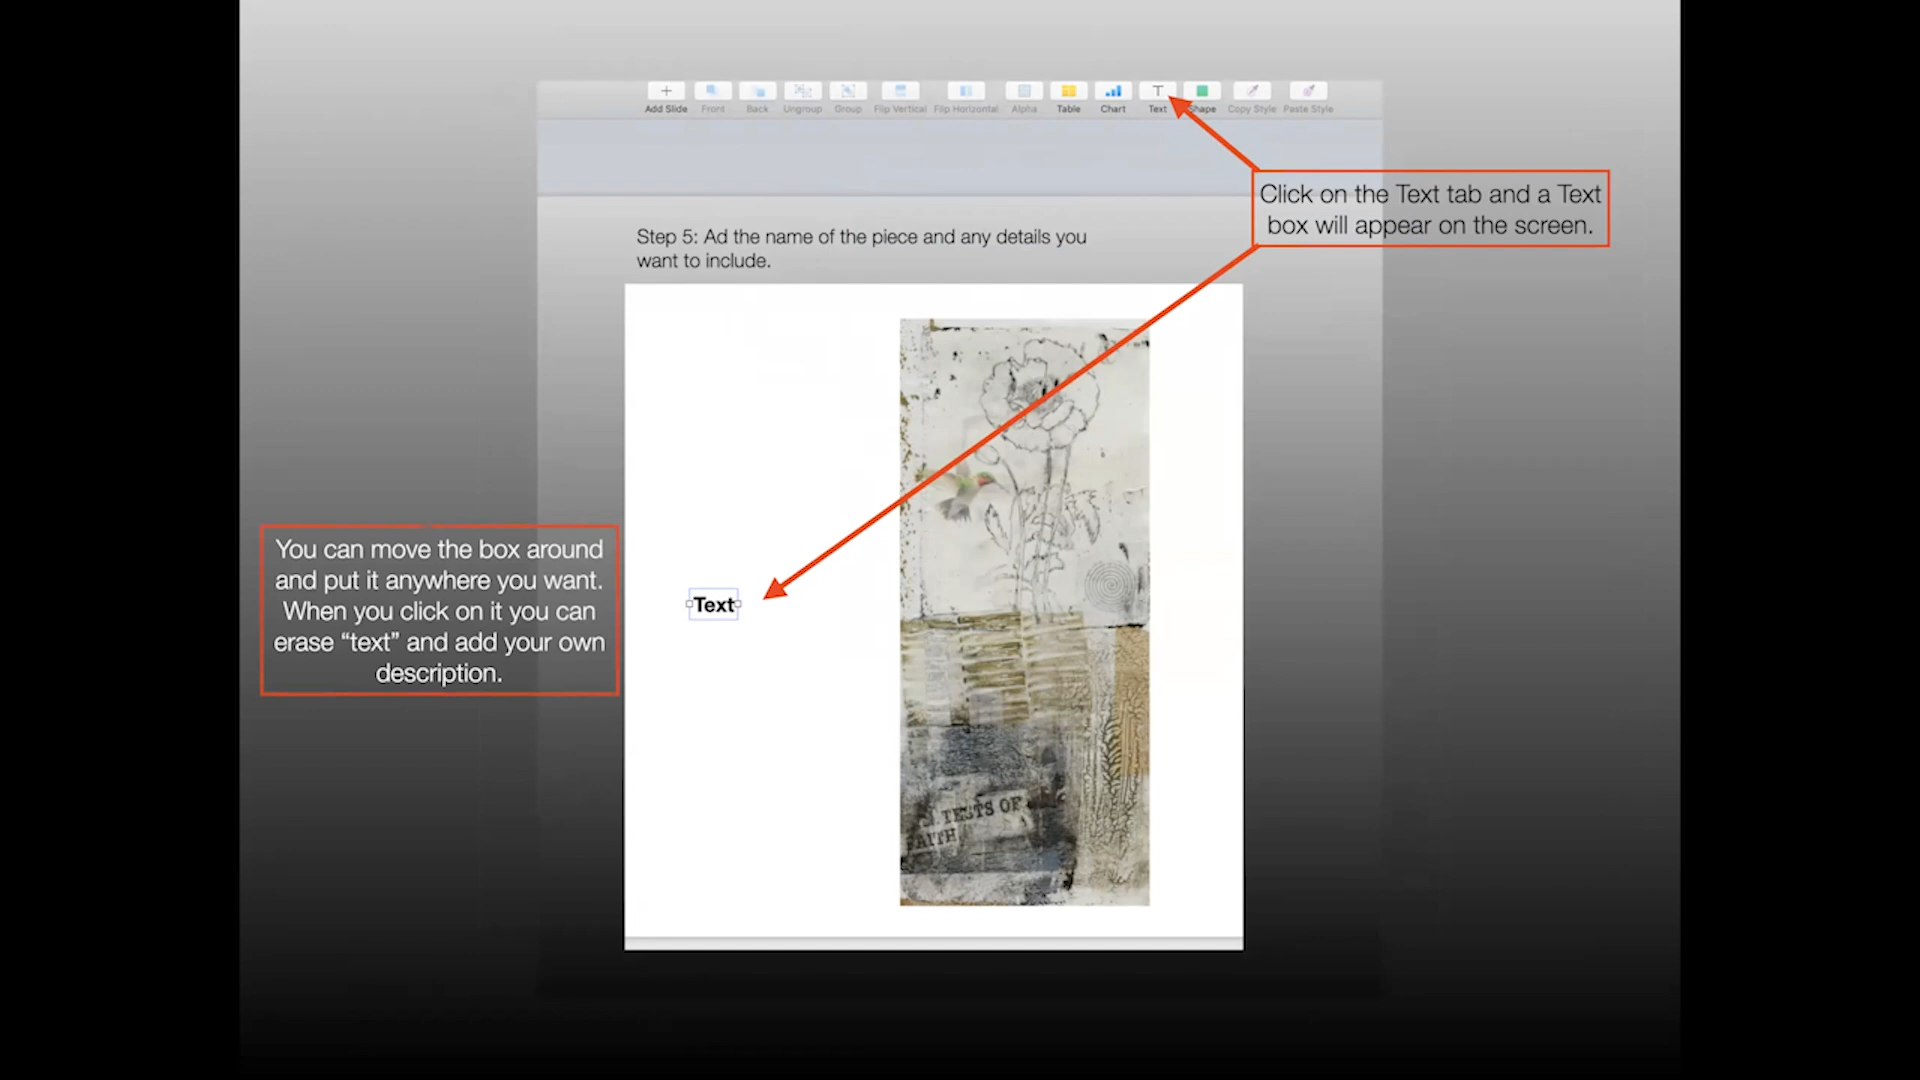 Add Slide Front Back Ungroup Group Flip Vertical Flip Horizontal Alpha Table Chart Text Shape Copy Style Paste Style
Click on the Text tab and a Text
box will appear on the screen.
Step 5: Ad the name of the piece and any details you
want to include.
You can move the box around
and put it anywhere you want.
When you click on it you can
erase “text” and add your own
description.
Text
TESTS OF
FAITH